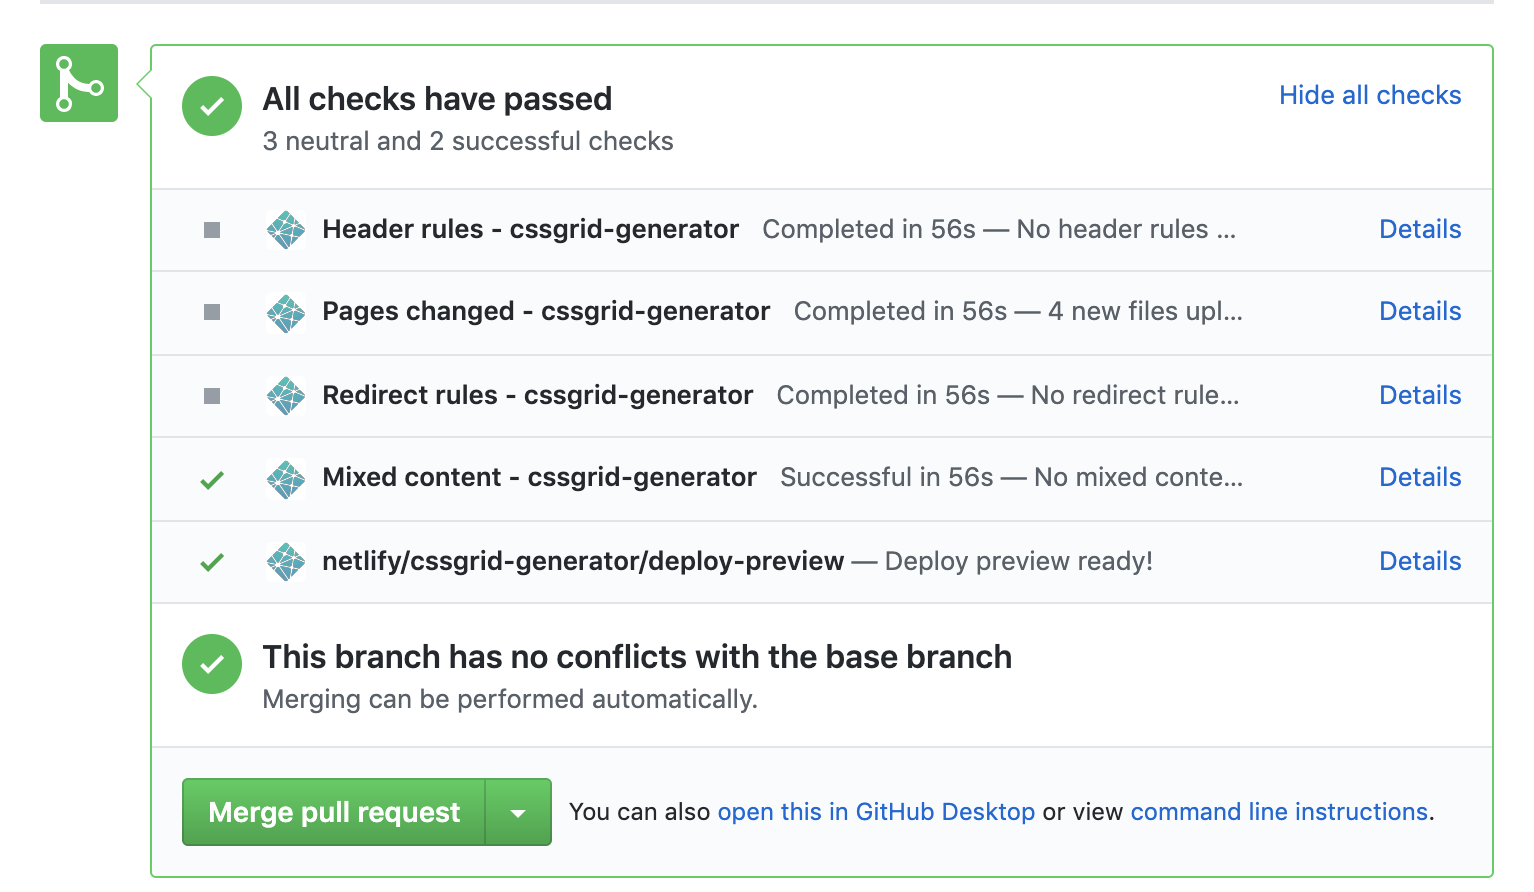 All checks have passed
Hide all checks
3 neutral and 2 successful checks
Header rules - cssgrid-generator Completed in 56s — No header rules ... Details
Pages changed - cssgrid-generator Completed in 56s — 4 new files upl... Details
Redirect rules - cssgrid-generator Completed in 56s — No redirect rule... Details
Mixed content - cssgrid-generator Successful in 56s — No mixed conte... Details
netlify/cssgrid-generator/deploy-preview — Deploy preview ready! Details
This branch has no conflicts with the base branch
Merging can be performed automatically.
Merge pull request You can also open this in GitHub Desktop or view command line instructions.